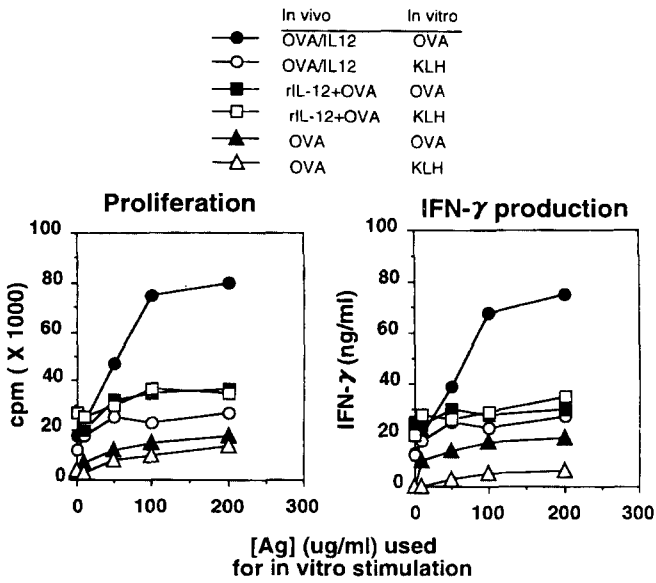 In vivo In vitro
OVA/IL12 OVA
OVA/IL12 KLH
rIL-12+OVA OVA
rIL-12+OVA KLH
OVA OVA
OVA KLH
Proliferation
IFN-γ production
cpm ( X 1000)
100
80
60
40
20
0
0 100 200 300
IFN-γ (ng/ml)
100
80
60
40
20
0
0 100 200 300
[Ag] (ug/ml) used
for in vitro stimulation